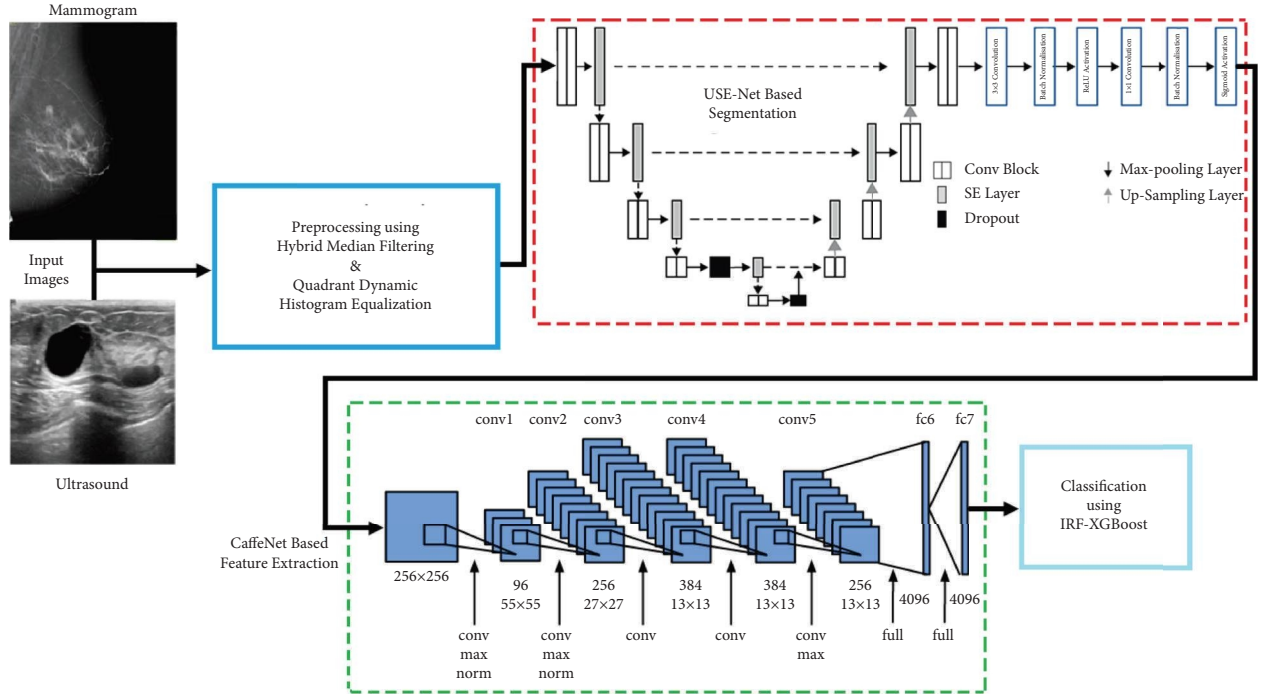 Mammogram
Input
Images
Ultrasound
Preprocessing using
Hybrid Median Filtering
&
Quadrant Dynamic
Histogram Equalization
USE-Net Based
Segmentation
3×3 Convolution
Batch Normalisation
ReLU Activation
1×1 Convolution
Batch Normalisation
Sigmoid Activation
Conv Block
SE Layer
Dropout
Max-pooling Layer
Up-Sampling Layer
CaffeNet Based
Feature Extraction
conv1
conv2
conv3
conv4
conv5
fc6
fc7
256×256
96
55×55
256
27×27
384
13×13
384
13×13
256
13×13
4096
4096
conv
max
norm
conv
max
norm
conv
conv
conv
max
full
full
Classification
using
IRF-XGBoost